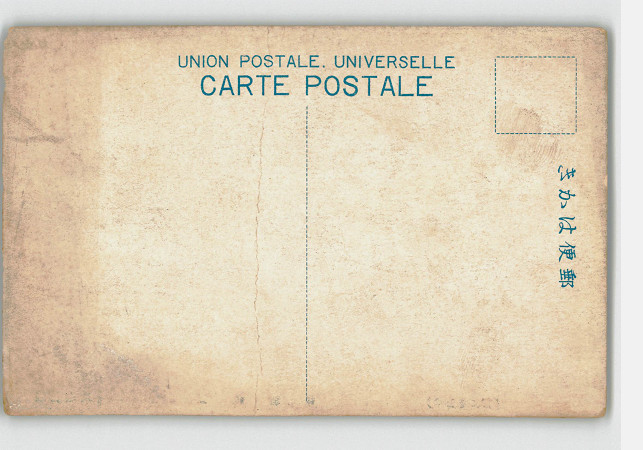 UNION POSTALE. UNIVERSELLE
CARTE POSTALE
郵便はかき